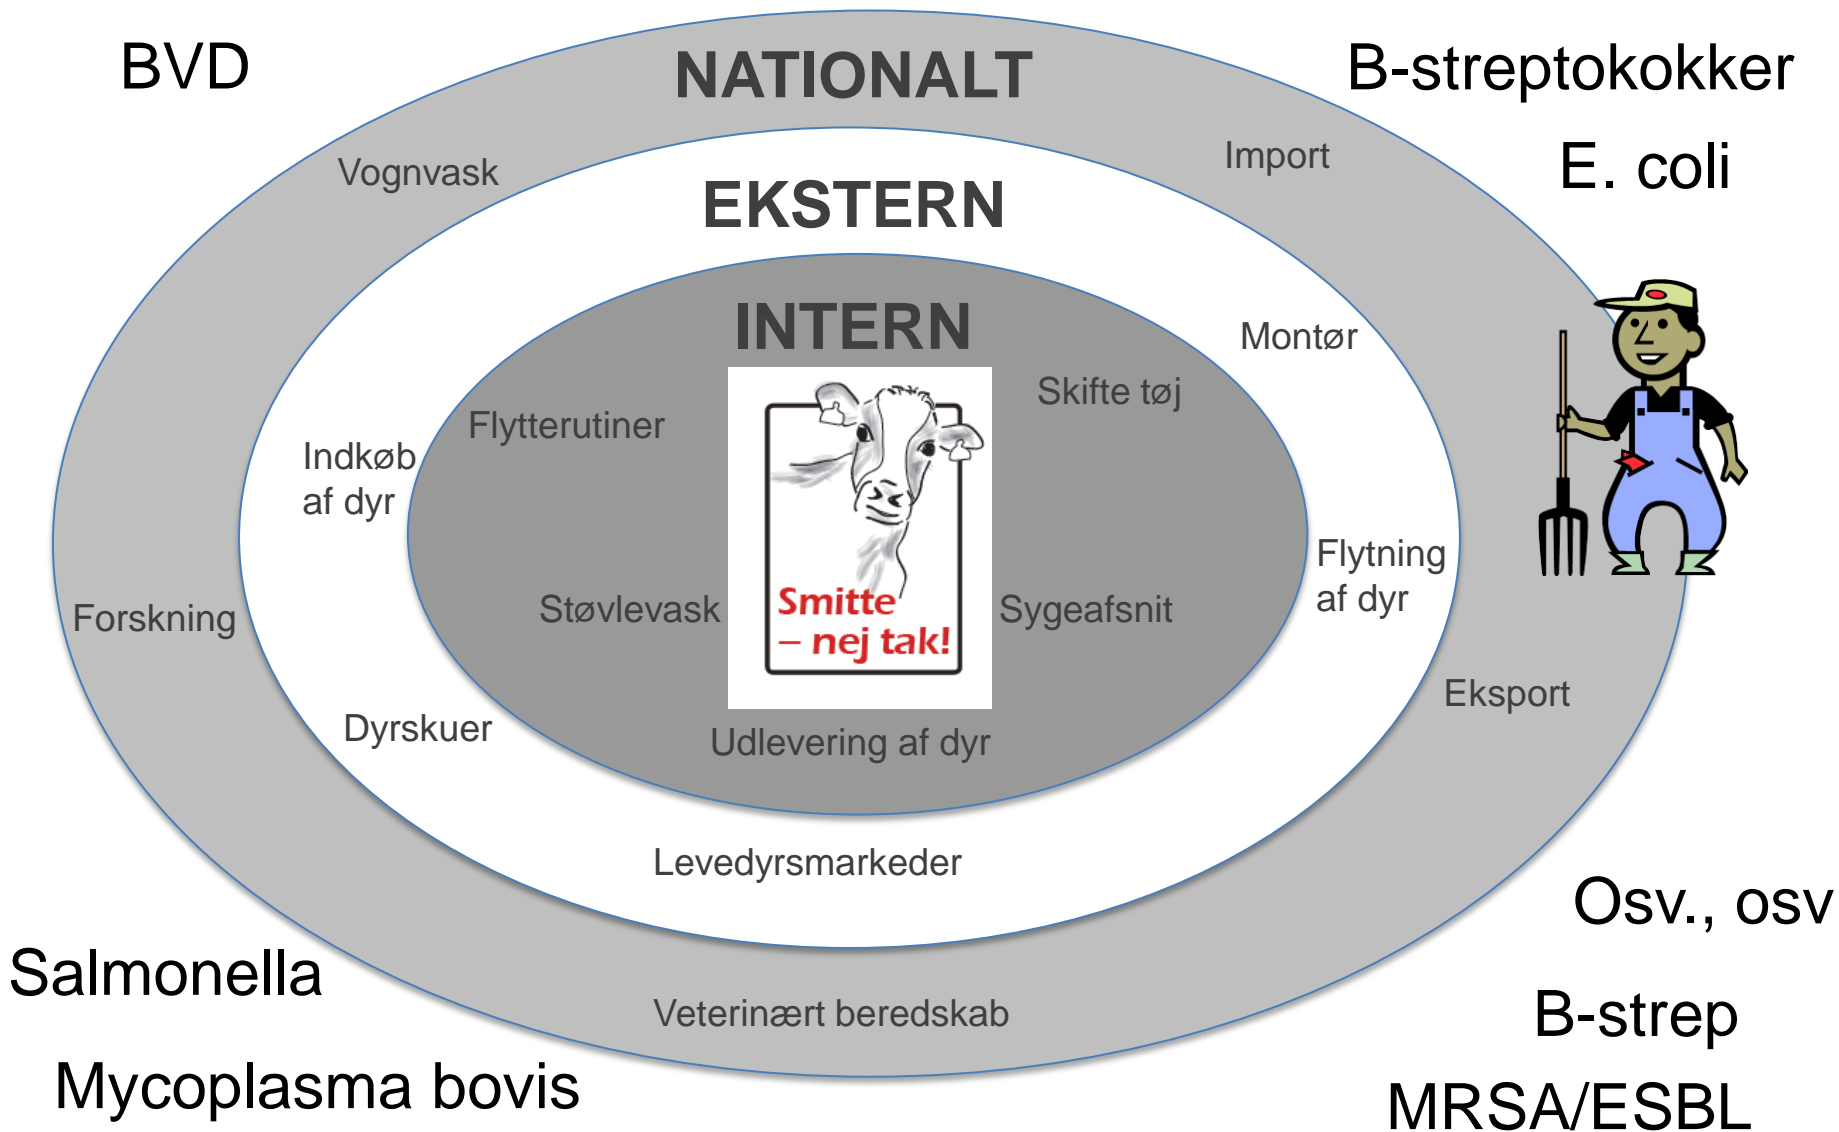 BVD
NATIONALT
B-streptokokker
Import
E. coli
Vognvask
EKSTERN
INTERN
Montør
Skifte tøj
Flytterutiner
Indkøb
af dyr
Flytning
af dyr
Smitte
– nej tak!
Støvlevask
Sygeafsnit
Forskning
Eksport
Dyrskuer
Udlevering af dyr
Levedyrsmarkeder
Osv., osv
Salmonella
Veterinært beredskab
B-strep
Mycoplasma bovis
MRSA/ESBL